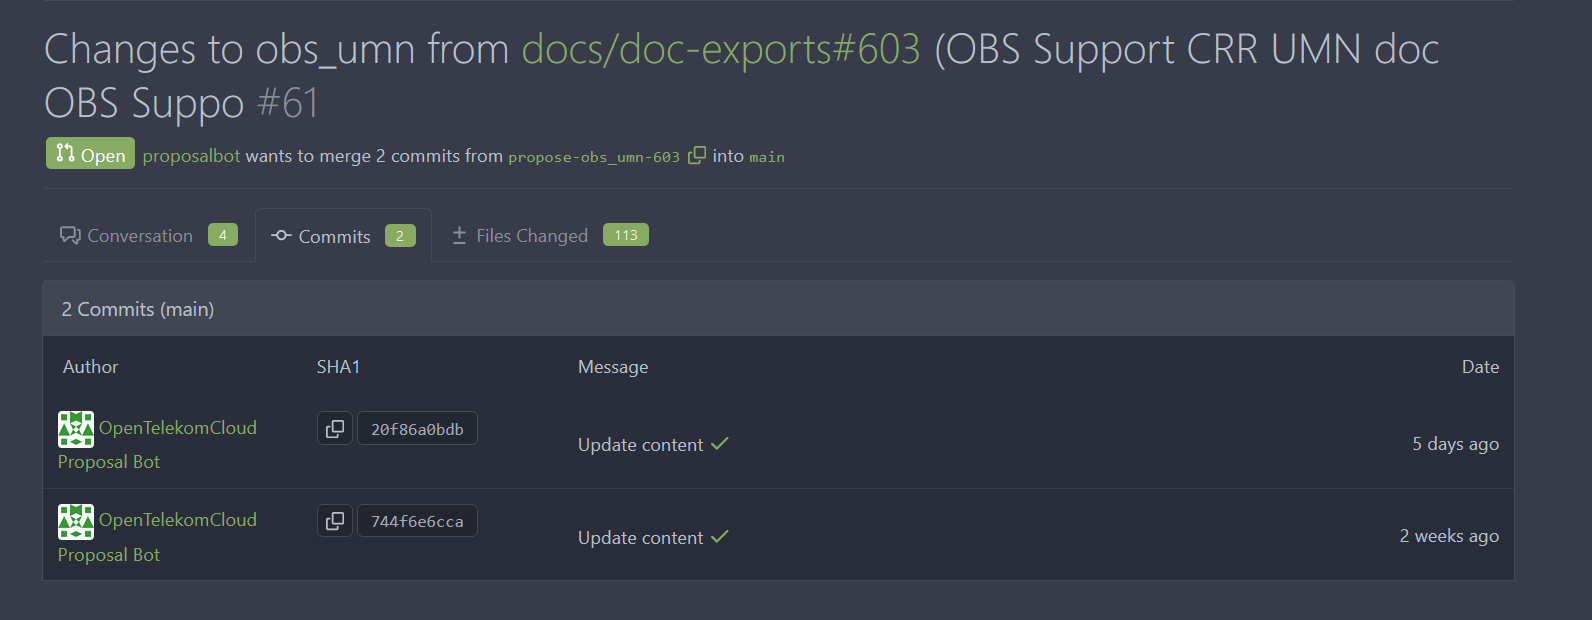 Changes to obs_umn from docs/doc-exports#603 (OBS Support CRR UMN doc
OBS Suppo #61
Open proposalbot wants to merge 2 commits from propose-obs_umn-603 into main
Conversation 4 Commits 2 Files Changed 113
2 Commits (main)
Author SHA1 Message Date
OpenTelekomCloud
Proposal Bot
20f86a0bdb
Update content
5 days ago
OpenTelekomCloud
Proposal Bot
744f6e6cca
Update content
2 weeks ago